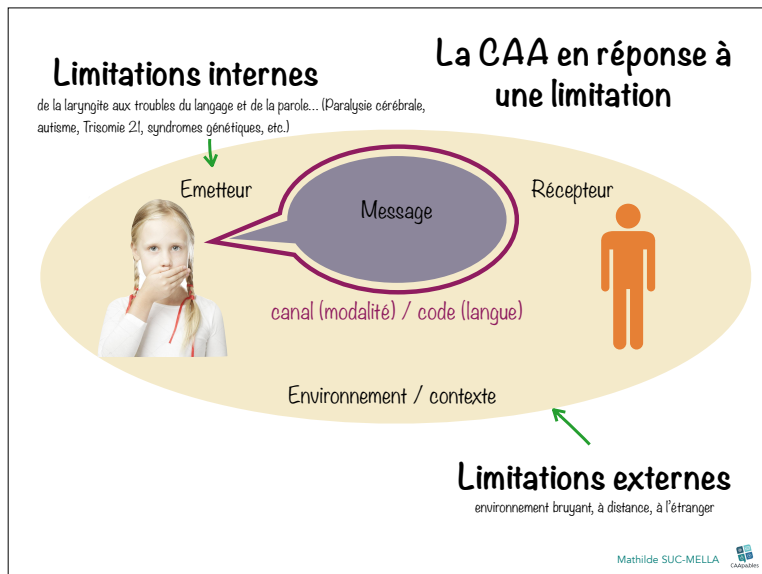 La CAA en réponse à
une limitation
Limitations internes
de la laryngite aux troubles du langage et de la parole... (Paralysie cérébrale,
autisme, Trisomie 21, syndromes génétiques, etc.)
Emetteur
Message
Récepteur
canal (modalité) / code (langue)
Environnement / contexte
Limitations externes
environnement bruyant, à distance, à l'étranger
Mathilde SUC-MELLA
CAApables